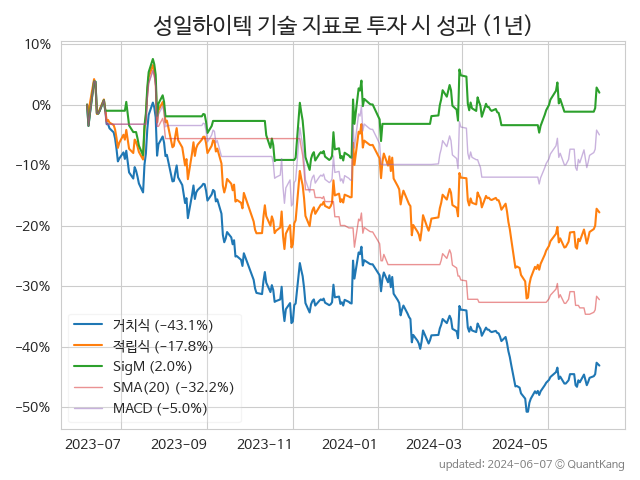 성일하이텍 기술 지표로 투자 시 성과 (1년)
10%
0%
−10%
−20%
−30%
−40%
−50%
거치식 (−43.1%)
적립식 (−17.8%)
SigM (2.0%)
SMA(20) (−32.2%)
MACD (−5.0%)
2023−07
2023−09
2023−11
2024−01
2024−03
2024−05
updated: 2024−06−07 © QuantKang